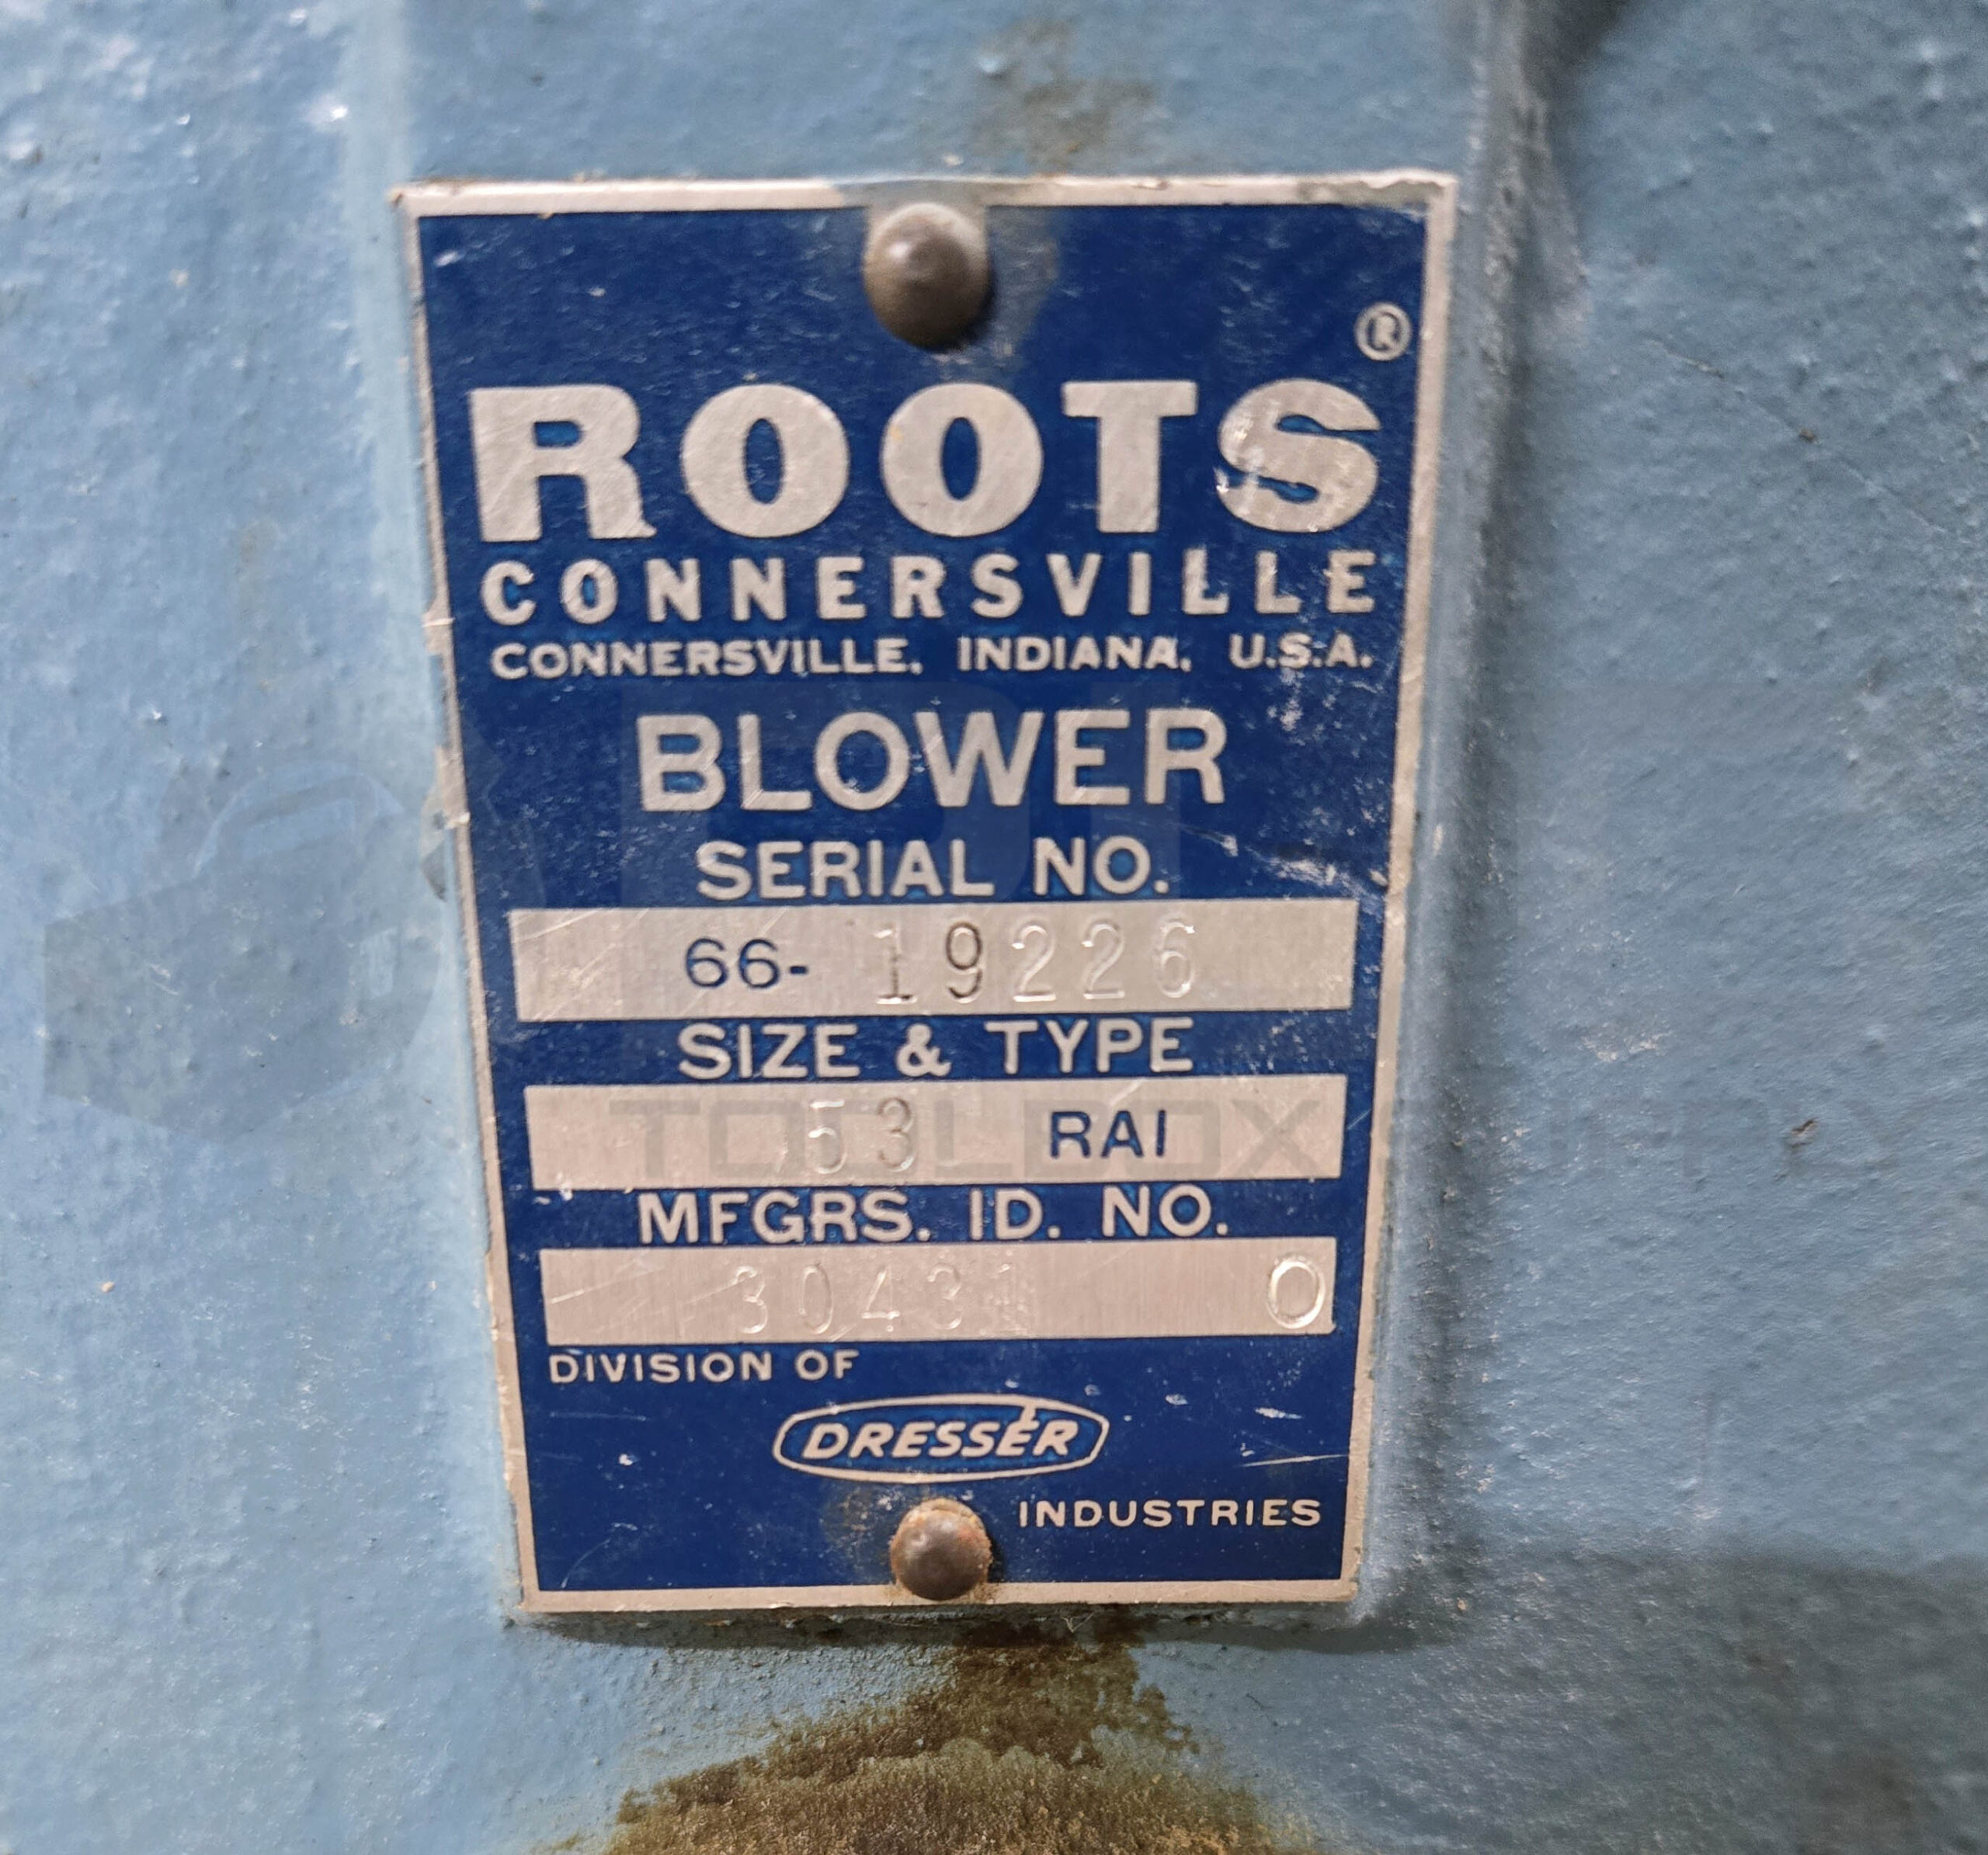 ®
ROOTS
CONNERSVILLE
CONNERSVILLE, INDIANA, U.S.A.
BLOWER
SERIAL NO.
66- 19226
SIZE & TYPE
53 RAI
MFGRS. ID. NO.
30431 O
DIVISION OF
DRESSER
INDUSTRIES
TOOLBOX